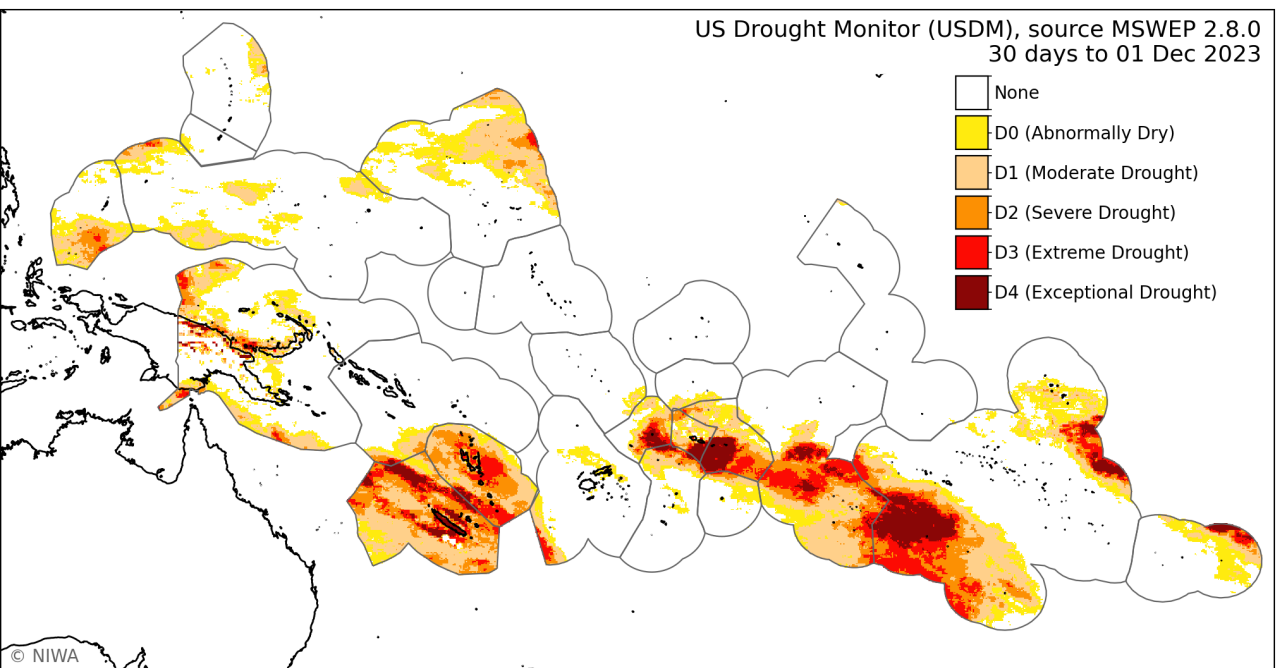 US Drought Monitor (USDM), source MSWEP 2.8.0
30 days to 01 Dec 2023
None
D0 (Abnormally Dry)
D1 (Moderate Drought)
D2 (Severe Drought)
D3 (Extreme Drought)
D4 (Exceptional Drought)
© NIWA